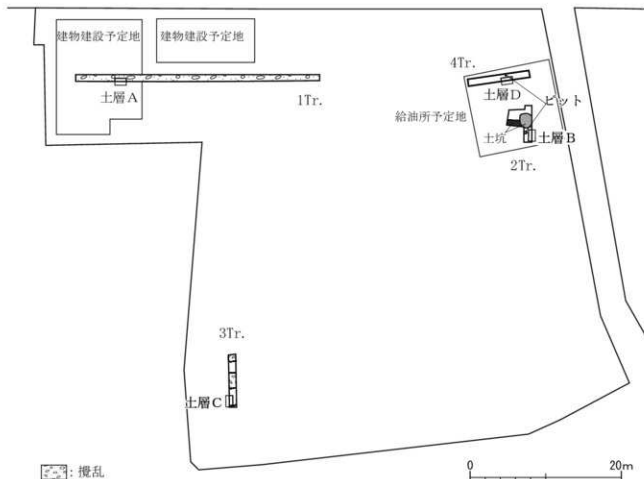 建物建設予定地
建物建設予定地
土層A
1Tr.
4Tr.
土層D
ピット
給油所予定地
土坑
土層B
2Tr.
3Tr.
土層C
: 攪乱
0
20m